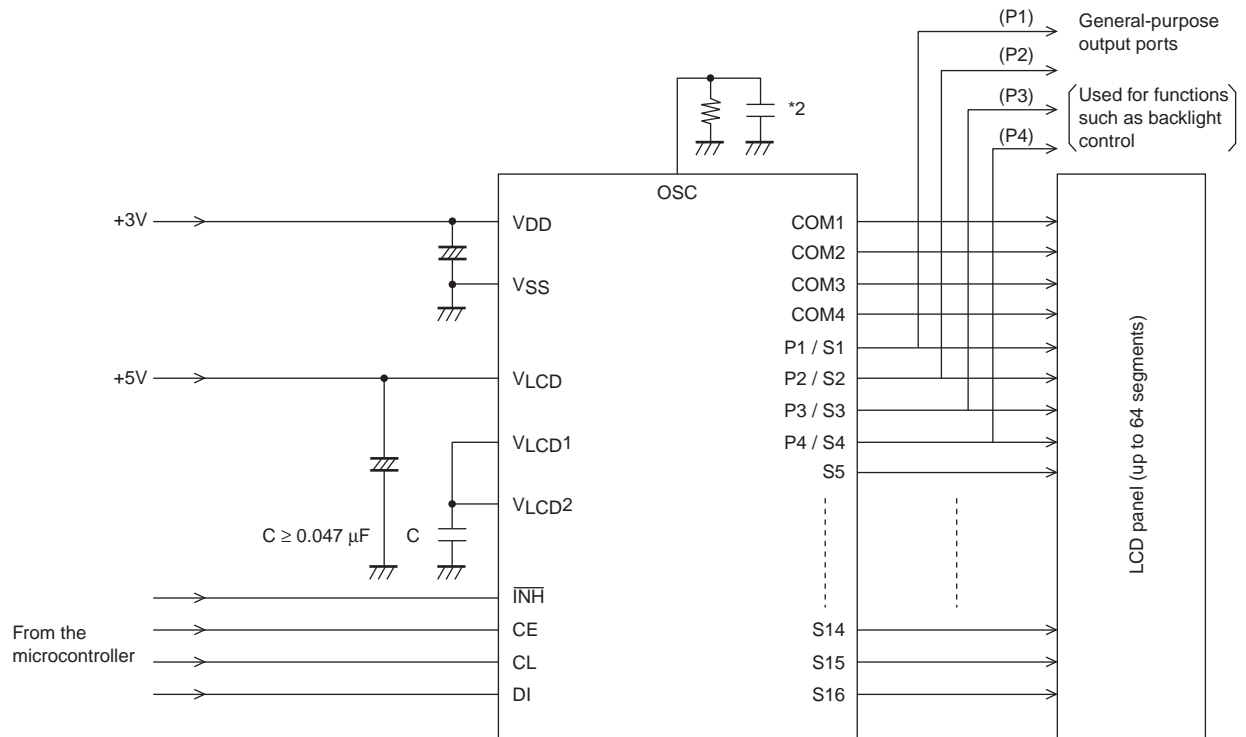 (P1)
General-purpose
output ports
(P2)
(P3)
Used for functions
such as backlight
control
(P4)
*2
OSC
+3V
VDD
VSS
+5V
VLCD
VLCD1
VLCD2
C ≥ 0.047 μF
C
From the
microcontroller
INH
CE
CL
DI
COM1
COM2
COM3
COM4
P1 / S1
P2 / S2
P3 / S3
P4 / S4
S5
S14
S15
S16
LCD panel (up to 64 segments)